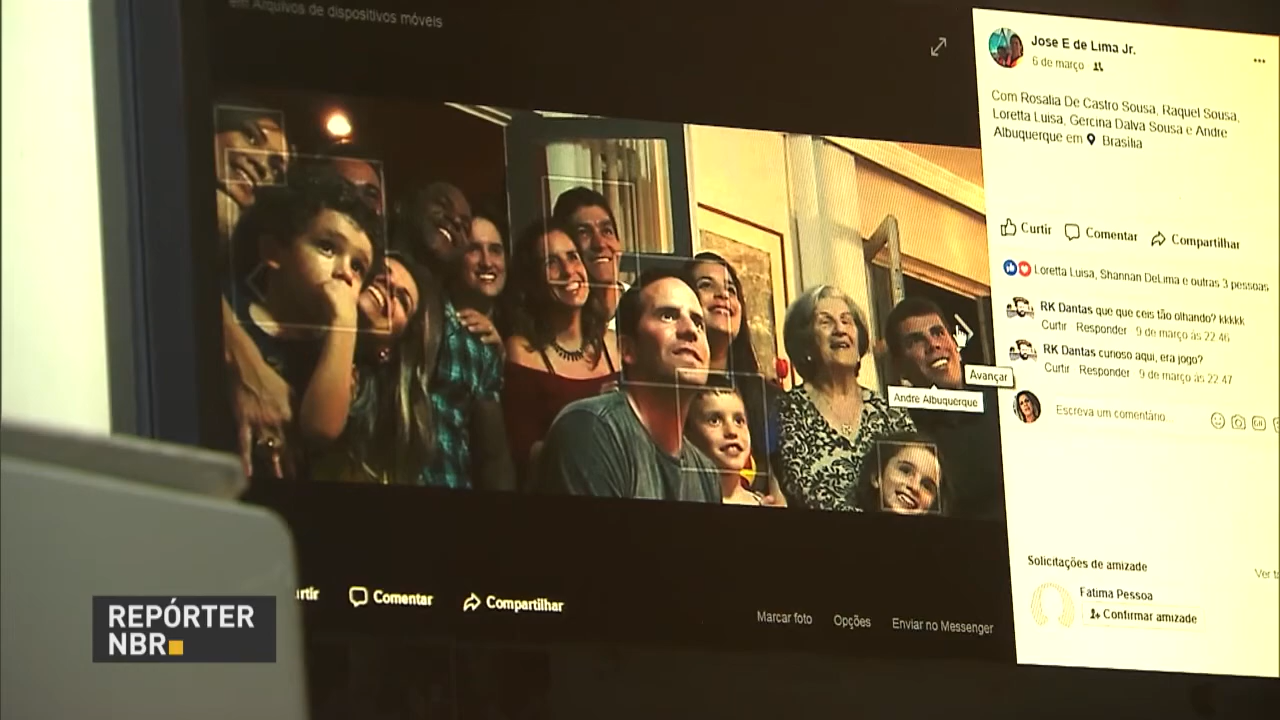 em Arquivos de dispositivos móveis
Jose E de Lima Jr.
6 de março
Com Rosalia De Castro Sousa, Raquel Sousa,
Loretta Luisa, Gercina Dalva Sousa e Andre
Albuquerque em Brasília
Curtir Comentar Compartilhar
Loretta Luisa, Shannan DeLima e outras 3 pessoas
RK Dantas que que ceis tão olhando? kkkkk
Curtir Responder 9 de março às 22:46
RK Dantas curioso aqui, era jogo?
Curtir Responder 9 de março às 22:47
Escreva um comentário
GIF
Avançar
André Albuquerque
Solicitações de amizade
Fatima Pessoa
Confirmar amizade
Comentar Compartilhar
Marcar foto Opções Enviar no Messenger
REPÓRTER
NBR